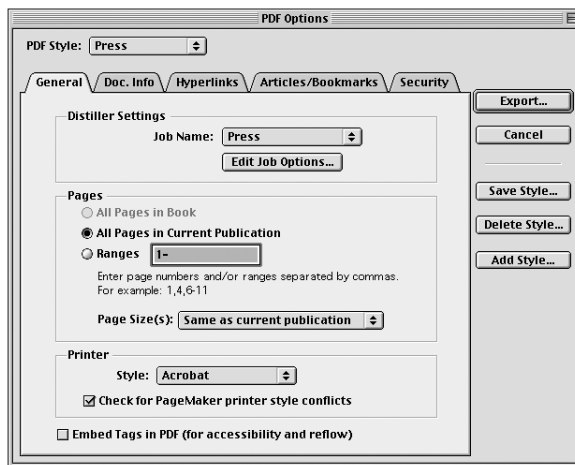 PDF Options
PDF Style: Press
General Doc. Info Hyperlinks Articles/Bookmarks Security
Export...
Cancel
Save Style...
Delete Style...
Add Style...
Distiller Settings
Job Name: Press
Edit Job Options...
Pages
All Pages in Book
All Pages in Current Publication
Ranges 1-
Enter page numbers and/or ranges separated by commas.
For example: 1,4,6-11
Page Size(s): Same as current publication
Printer
Style: Acrobat
Check for PageMaker printer style conflicts
Embed Tags in PDF (for accessibility and reflow)